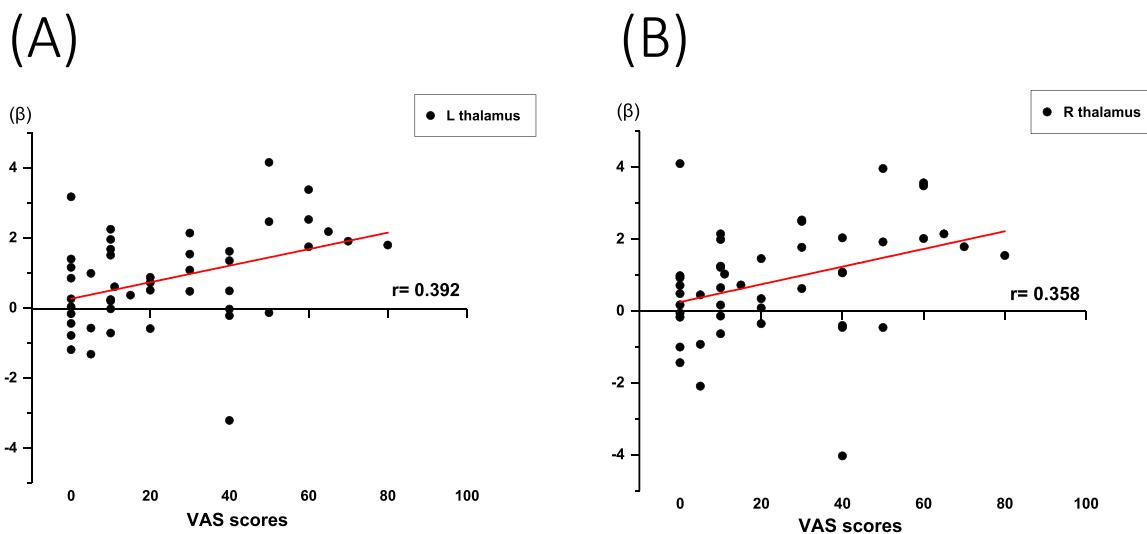 (A)
(β)
L thalamus
4
2
0
-2
-4
r= 0.392
0 20 40 60 80 100
VAS scores
(B)
(β)
R thalamus
4
2
0
-2
-4
r= 0.358
0 20 40 60 80 100
VAS scores